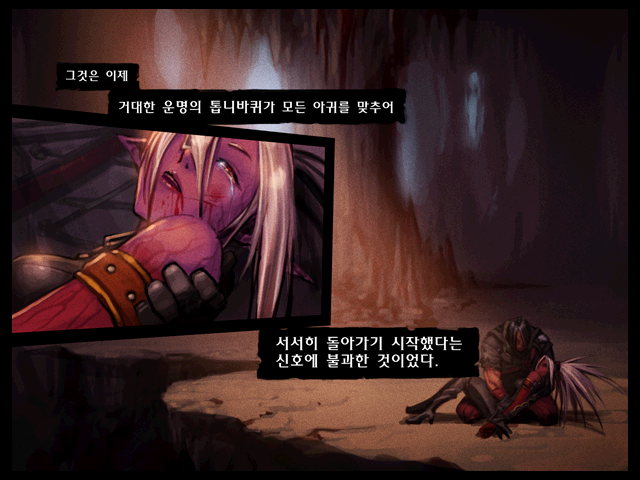 그것은 이제
거대한 운명의 톱니바퀴가 모든 아귀를 맞추어
서서히 돌아가기 시작했다는
신호에 불과한 것이었다.